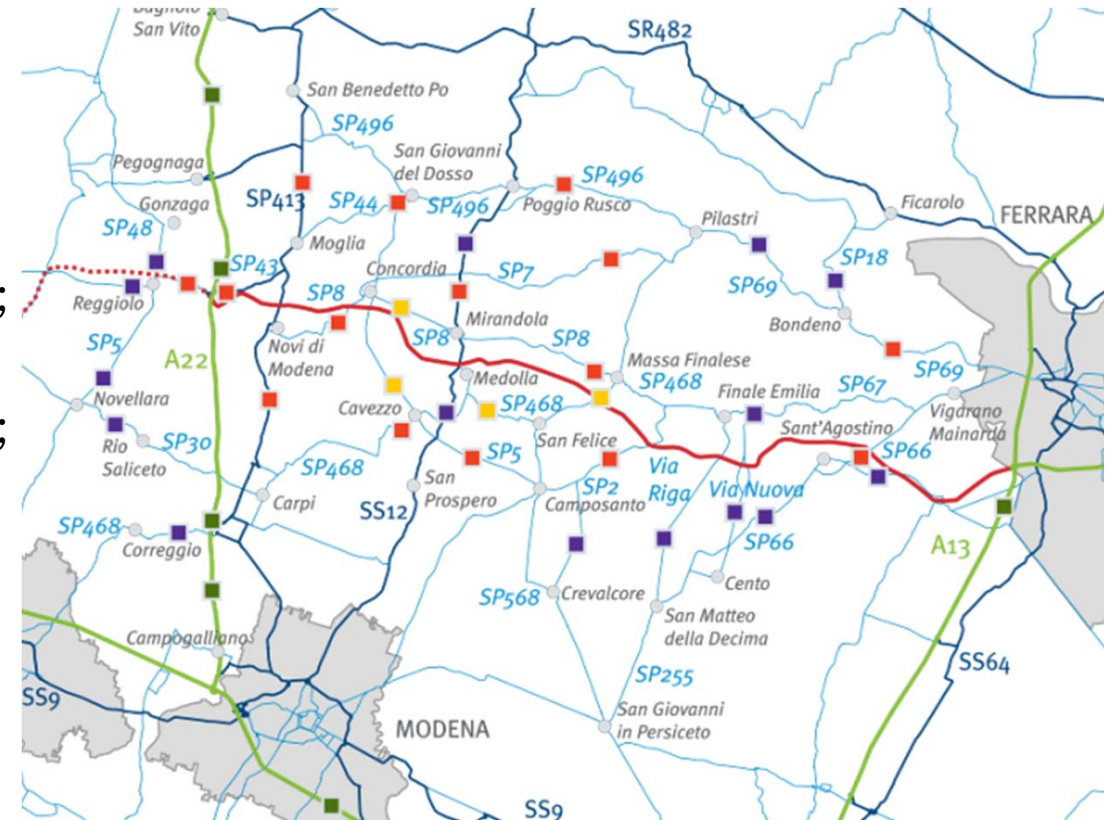 Bagnolo
San Vito
SR482
San Benedetto Po
SP496
San Giovanni
del Dosso
Pegognaga
SP496
Ficarolo
Gonzaga
SP413
SP44
SP496
Poggio Rusco
FERRARA
SP48
Pilastri
Moglia
SP18
SP43
Concordia
SP7
;
Reggiolo
SP8
SP69
Mirandola
Bondeno
SP8
SP8
SP5
A22
Novi di
Modena
Massa Finalese
SP69
Medolla
SP468
Finale Emilia
SP67
Novellara
Cavezzo
SP468
Vigarano
Mainarda
;
Rio
Saliceto
SP30
San Felice
Sant'Agostino
SP66
SP468
SP5
Via
Riga
San
Prospero
SP2
Via Nuova
Carpi
Camposanto
SS12
SP468
Correggio
SP66
A13
Cento
SP568
Crevalcore
San Matteo
della Decima
Campogalliano
SS64
SP255
SS9
San Giovanni
in Persiceto
MODENA
SS9